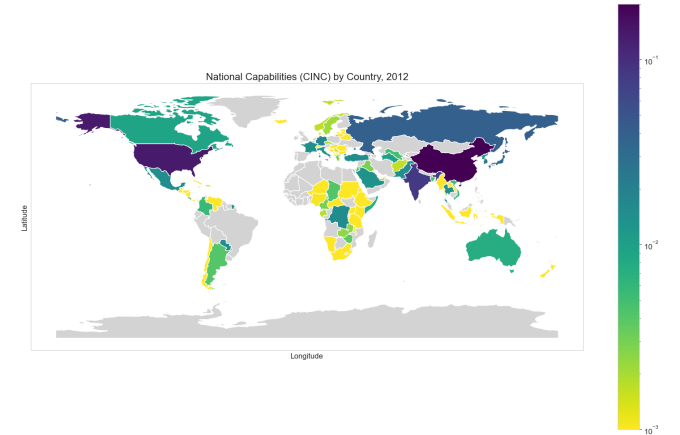 National Capabilities (CINC) by Country, 2012
10⁻¹
Latitude
10⁻²
Longitude
10⁻³